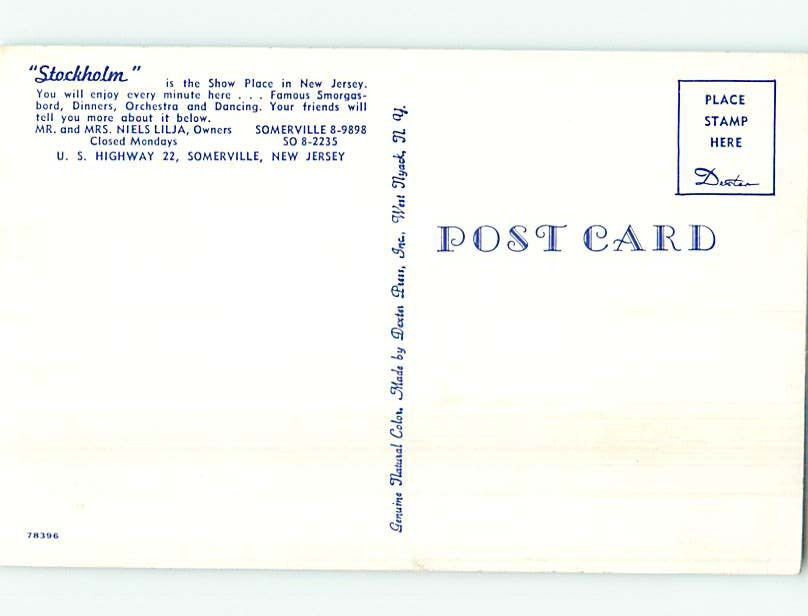 "Stockholm"
is the Show Place in New Jersey.
You will enjoy every minute here . . . Famous Smorgas-
bord, Dinners, Orchestra and Dancing. Your friends will
tell you more about it below.
MR. and MRS. NIELS LILJA, Owners SOMERVILLE 8-9898
Closed Mondays SO 8-2235
U. S. HIGHWAY 22, SOMERVILLE, NEW JERSEY
78396
Genuine Natural Color, Made by Dexter Press, Inc., West Nyack, N. Y.
PLACE
STAMP
HERE
Dexter
POST CARD